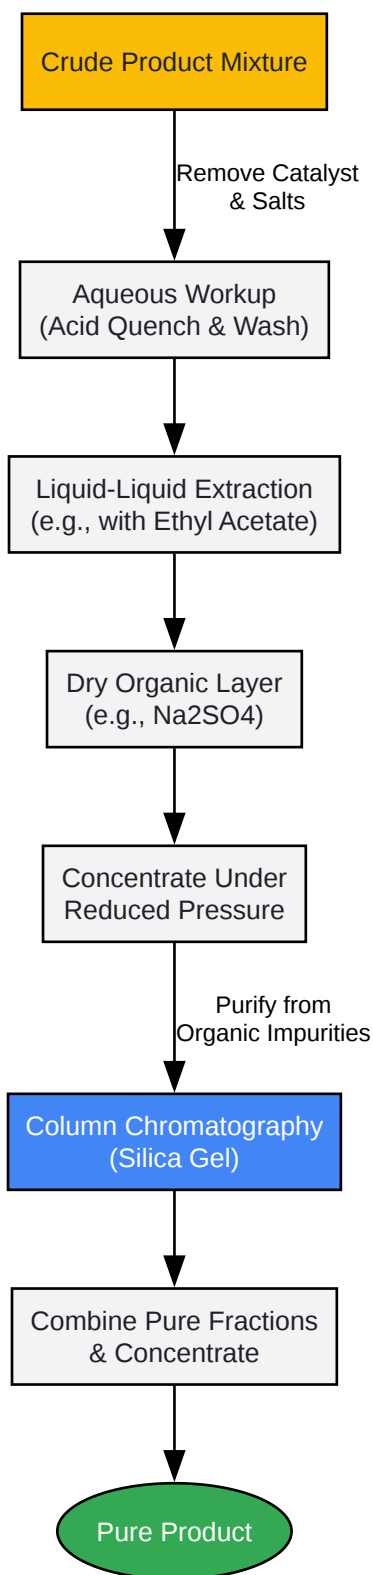 Crude Product Mixture
Remove Catalyst
& Salts
Aqueous Workup
(Acid Quench & Wash)
Liquid-Liquid Extraction
(e.g., with Ethyl Acetate)
Dry Organic Layer
(e.g., Na2SO4)
Concentrate Under
Reduced Pressure
Purify from
Organic Impurities
Column Chromatography
(Silica Gel)
Combine Pure Fractions
& Concentrate
Pure Product